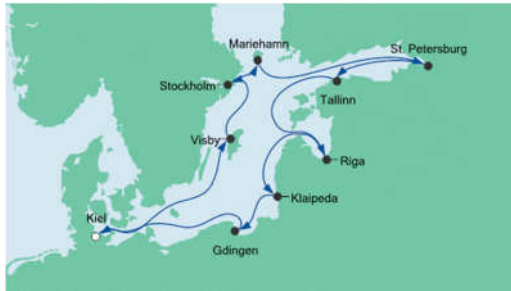 Mariehamn
St. Petersburg
Stockholm
Tallinn
Visby
Riga
Klaipeda
Kiel
Gdingen